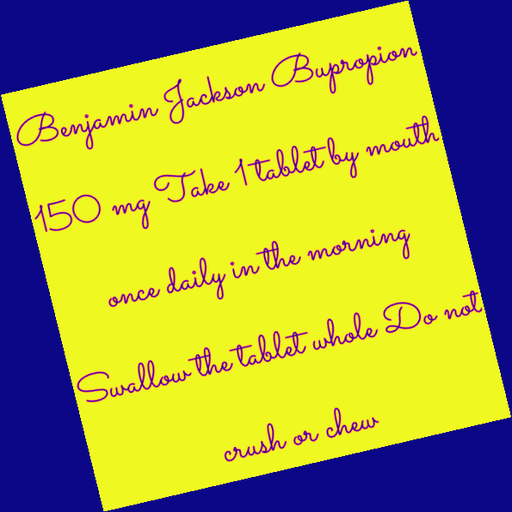 Benjamin Jackson Bupropion
150 mg Take 1 tablet by mouth
once daily in the morning
Swallow the tablet whole Do not
crush or chew